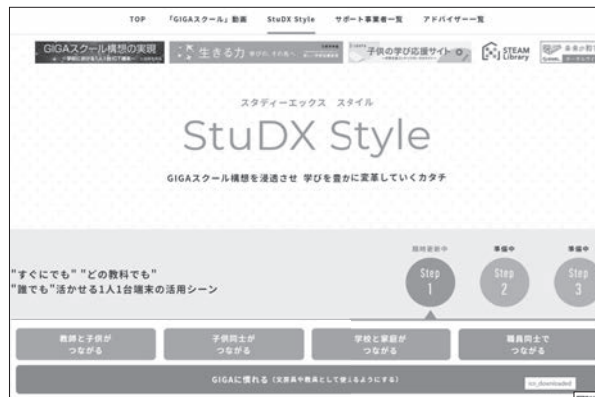 TOP 「GIGAスクール」動画 StuDX Style サポート事業者一覧 アドバイザー一覧
GIGAスクール構想の実現
生きる力 学びの、その先へ
子供の学び応援サイト
STEAM
Library
スタディーエックス スタイル
StuDX Style
GIGAスクール構想を浸透させ 学びを豊かに変革していくカタチ
随時更新中 準備中 準備中
"すぐにでも" "どの教科でも"
"誰でも"活かせる1人1台端末の活用シーン
Step
1
Step
2
Step
3
教師と子供が
つながる
子供同士が
つながる
学校と家庭が
つながる
職員同士で
つながる
GIGAに慣れる（文房具や教具として使えるようにする）
no_downloaded